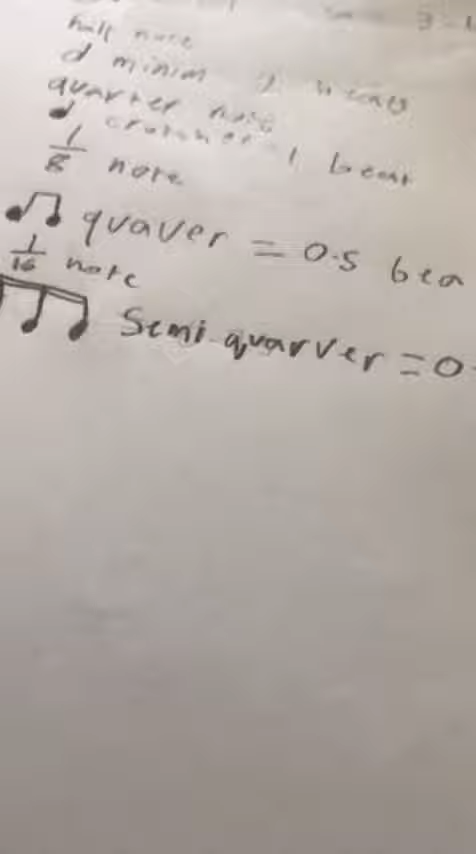 half note
minim 2 beats
quarter note
crotchet 1 beat
1/8 note
quaver = 0.5 bea
1/16 note
Semi-quarver = 0